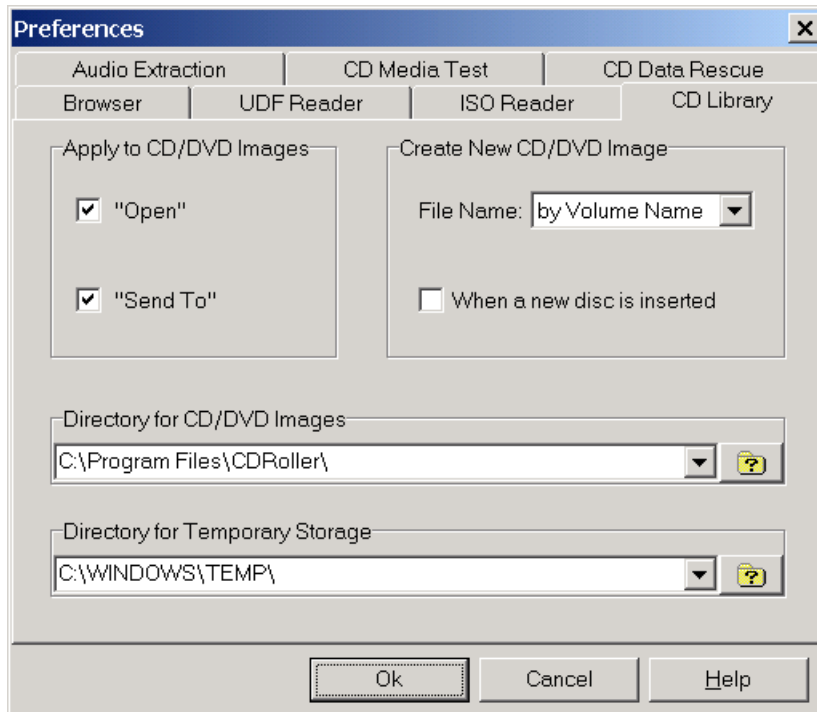 Preferences
Audio Extraction
CD Media Test
CD Data Rescue
Browser
UDF Reader
ISO Reader
CD Library
Apply to CD/DVD Images
"Open"
"Send To"
Create New CD/DVD Image
File Name: by Volume Name
When a new disc is inserted
Directory for CD/DVD Images
C:\Program Files\CDRoller\
Directory for Temporary Storage
C:\WINDOWS\TEMP\
Ok
Cancel
Help